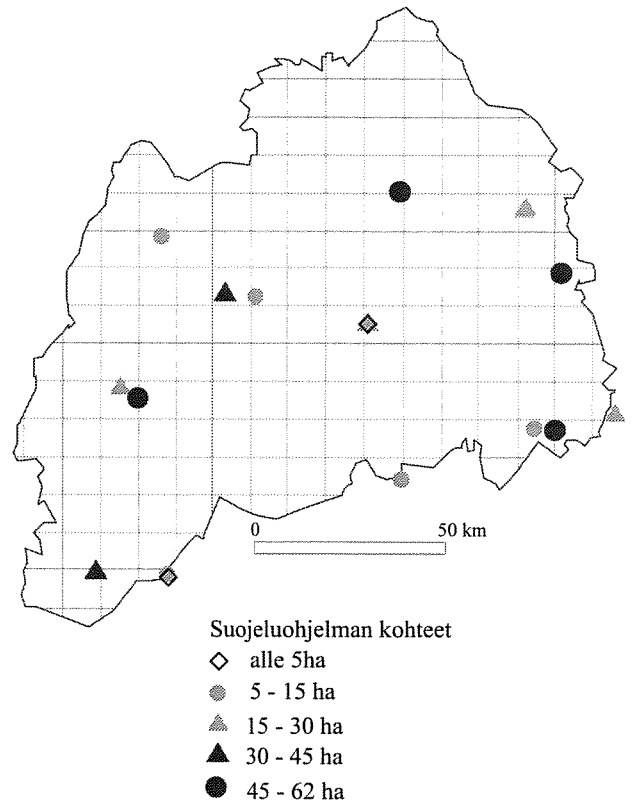 0 50 km
Suojeluohjelman kohteet
alle 5ha
5 - 15 ha
15 - 30 ha
30 - 45 ha
45 - 62 ha